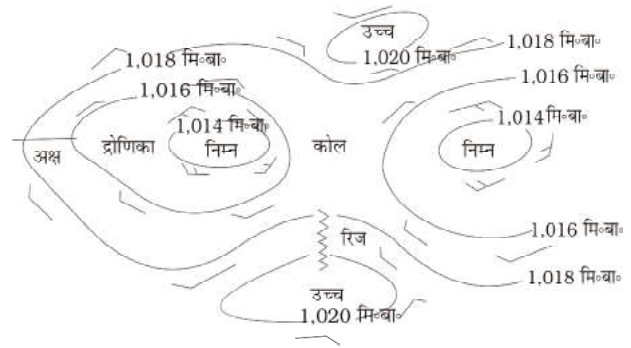 उच्च
1,020 मि॰बा॰
1,018 मि॰बा॰
1,018 मि॰बा॰
1,016 मि॰बा॰
1,016 मि॰बा॰
1,014 मि॰बा॰
1,014 मि॰बा॰
अक्ष
द्रोणिका
निम्न
कोल
निम्न
1,016 मि॰बा॰
रिज
1,018 मि॰बा॰
उच्च
1,020 मि॰बा॰